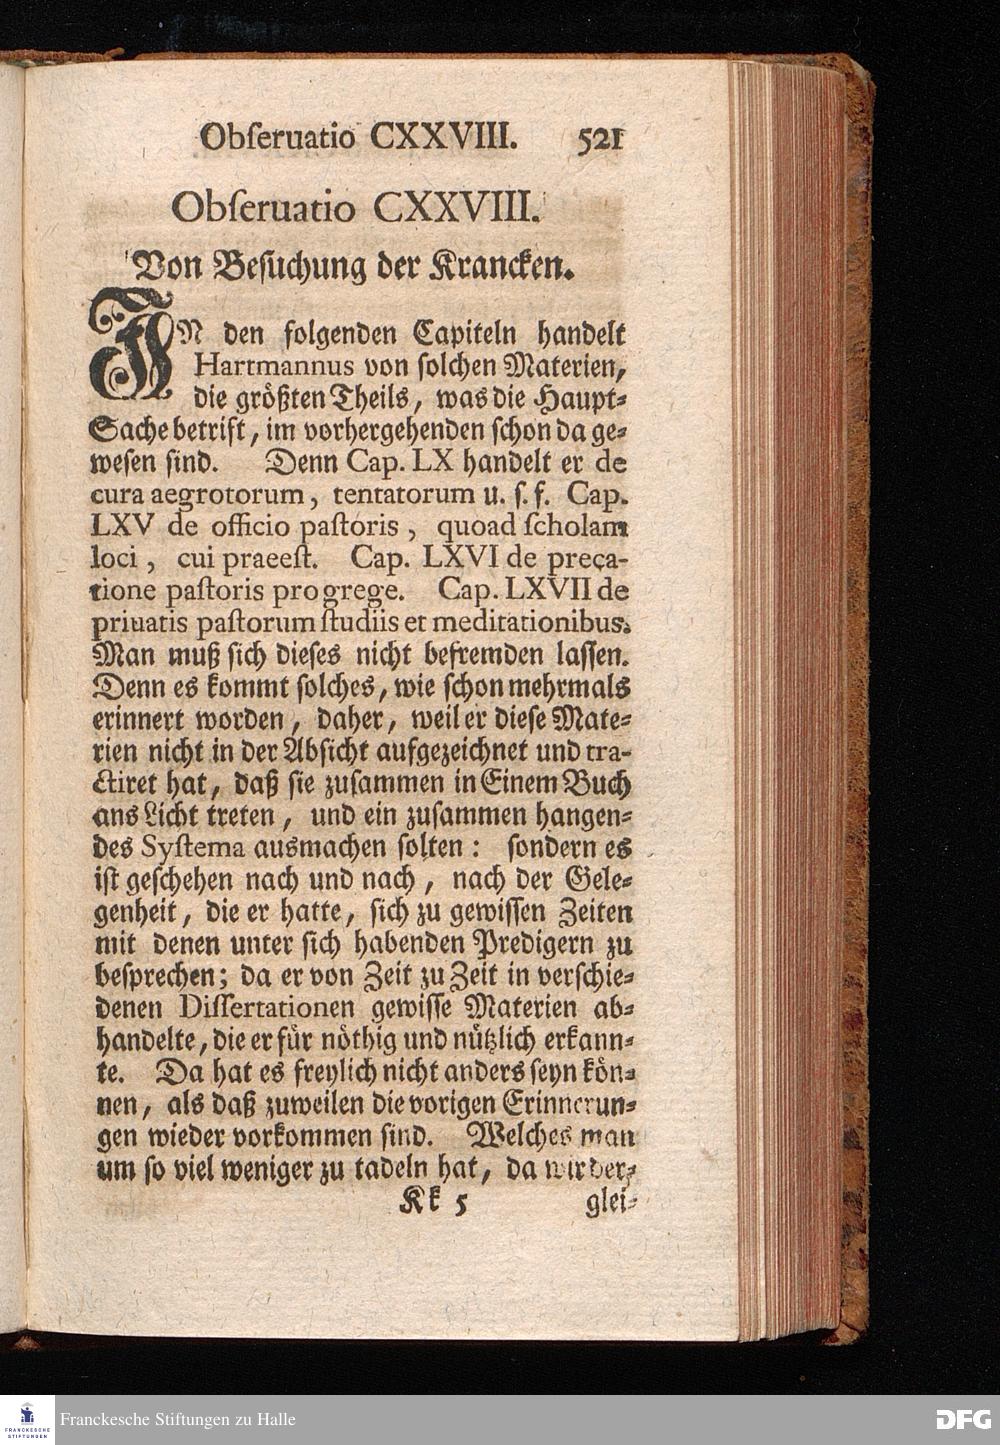 Obſeruatio CXXVIII. 521
Obſeruatio CXXVIII.
Von Beſuchung der Krancken.
IN den folgenden Capiteln handelt
Hartmannus von ſolchen Materien,
die größten Theils, was die Haupt⸗
Sache betrift, im vorhergehenden ſchon da ge⸗
weſen ſind. Denn Cap. LX handelt er de
cura aegrotorum, tentatorum u. ſ. f. Cap.
LXV de officio paſtoris, quoad ſcholam
loci, cui praeeſt. Cap. LXVI de preca-
tione paſtoris pro grege. Cap. LXVII de
priuatis paſtorum ſtudiis et meditationibus.
Man muß ſich dieſes nicht befremden laſſen.
Denn es kommt ſolches, wie ſchon mehrmals
erinnert worden, daher, weil er dieſe Mate⸗
rien nicht in der Abſicht aufgezeichnet und tra-
ctiret hat, daß ſie zuſammen in Einem Buch
ans Licht treten, und ein zuſammen hangen⸗
des Syſtema ausmachen ſolten: ſondern es
iſt geſchehen nach und nach, nach der Gele⸗
genheit, die er hatte, ſich zu gewiſſen Zeiten
mit denen unter ſich habenden Predigern zu
beſprechen; da er von Zeit zu Zeit in verſchie⸗
denen Diſſertationen gewiſſe Materien ab⸗
handelte, die er für nöthig und nützlich erkann⸗
te. Da hat es freylich nicht anders ſeyn kön⸗
nen, als daß zuweilen die vorigen Erinnerun⸗
gen wieder vorkommen ſind. Welches man
um ſo viel weniger zu tadeln hat, da wir der⸗
Kk 5 glei⸗
FRANCKESCHE
STIFTUNGEN
Franckesche Stiftungen zu Halle
DFG